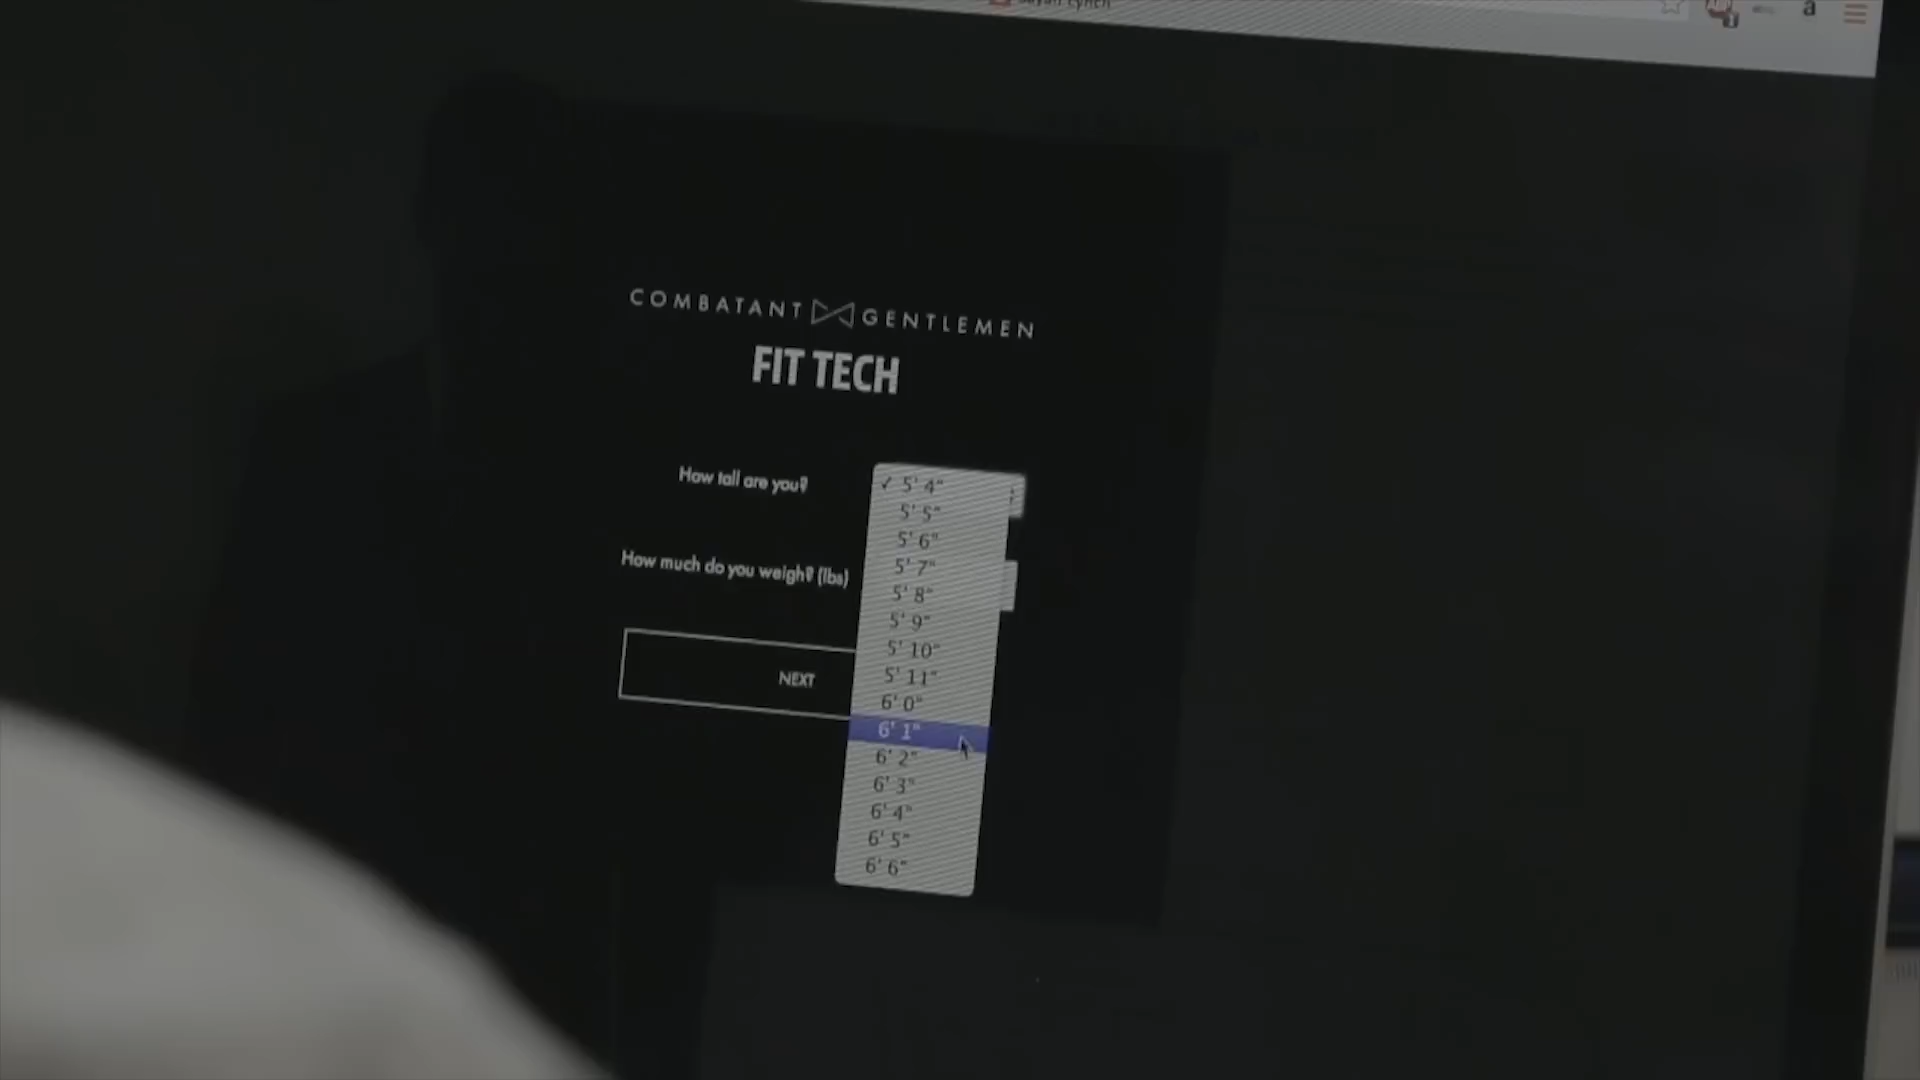 COMBATANT GENTLEMEN
FIT TECH
How tall are you?
✓ 5' 4"
5' 5"
5' 6"
5' 7"
5' 8"
5' 9"
5' 10"
5' 11"
6' 0"
6' 1"
6' 2"
6' 3"
6' 4"
6' 5"
6' 6"
How much do you weigh? (lbs)
NEXT